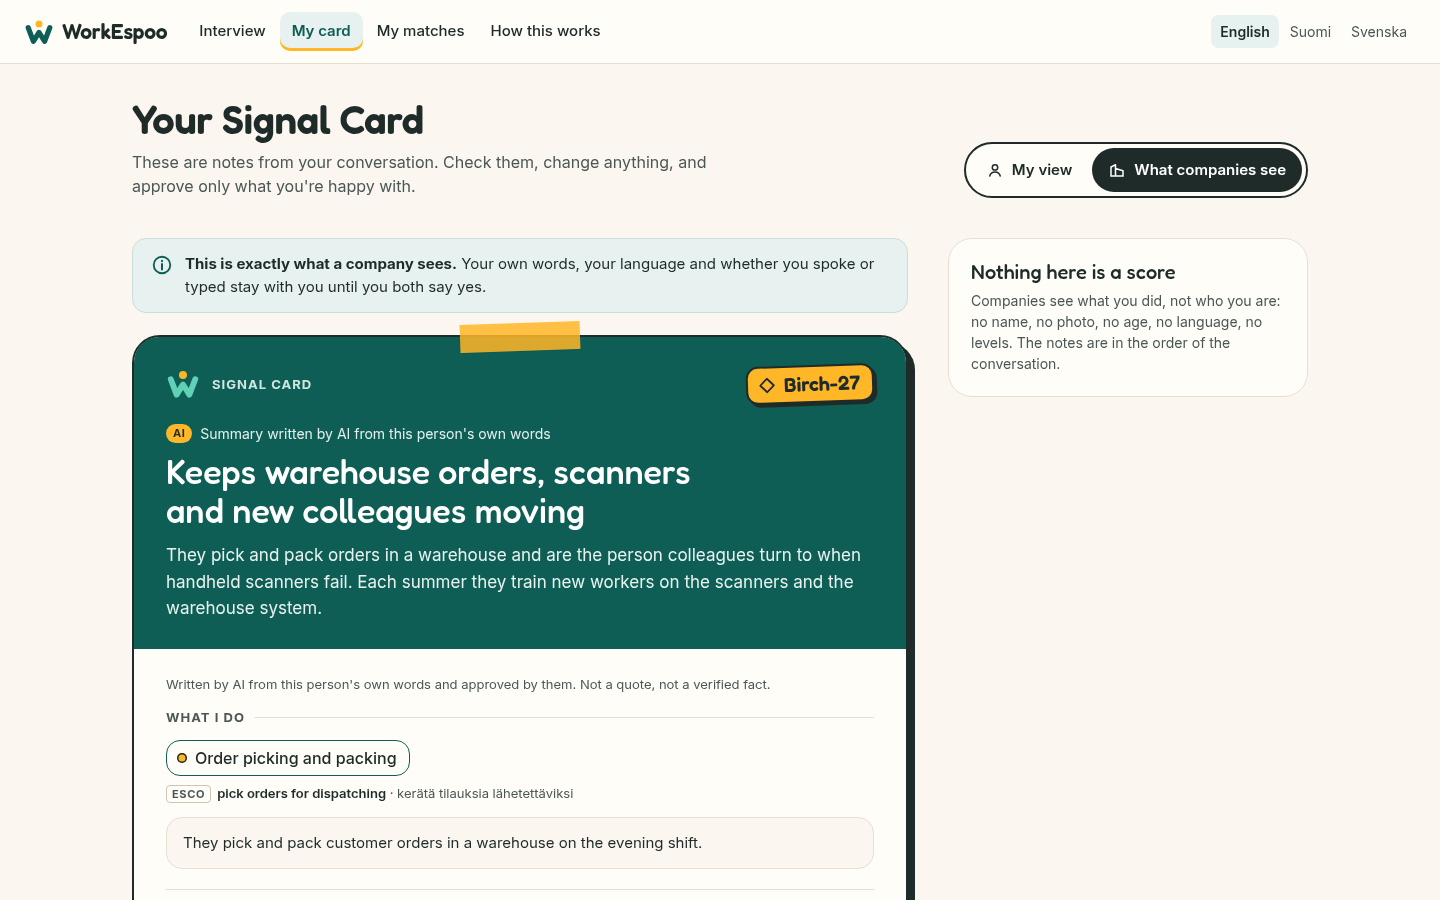 WorkEspoo
Interview
My card
My matches
How this works
English
Suomi
Svenska
Your Signal Card
These are notes from your conversation. Check them, change anything, and
approve only what you're happy with.
My view
What companies see
This is exactly what a company sees. Your own words, your language and whether you spoke or
typed stay with you until you both say yes.
Nothing here is a score
Companies see what you did, not who you are:
no name, no photo, no age, no language, no
levels. The notes are in the order of the
conversation.
SIGNAL CARD
Birch-27
AI Summary written by AI from this person's own words
Keeps warehouse orders, scanners
and new colleagues moving
They pick and pack orders in a warehouse and are the person colleagues turn to when
handheld scanners fail. Each summer they train new workers on the scanners and the
warehouse system.
Written by AI from this person's own words and approved by them. Not a quote, not a verified fact.
WHAT I DO
Order picking and packing
ESCO pick orders for dispatching · kerätä tilauksia lähetettäviksi
They pick and pack customer orders in a warehouse on the evening shift.